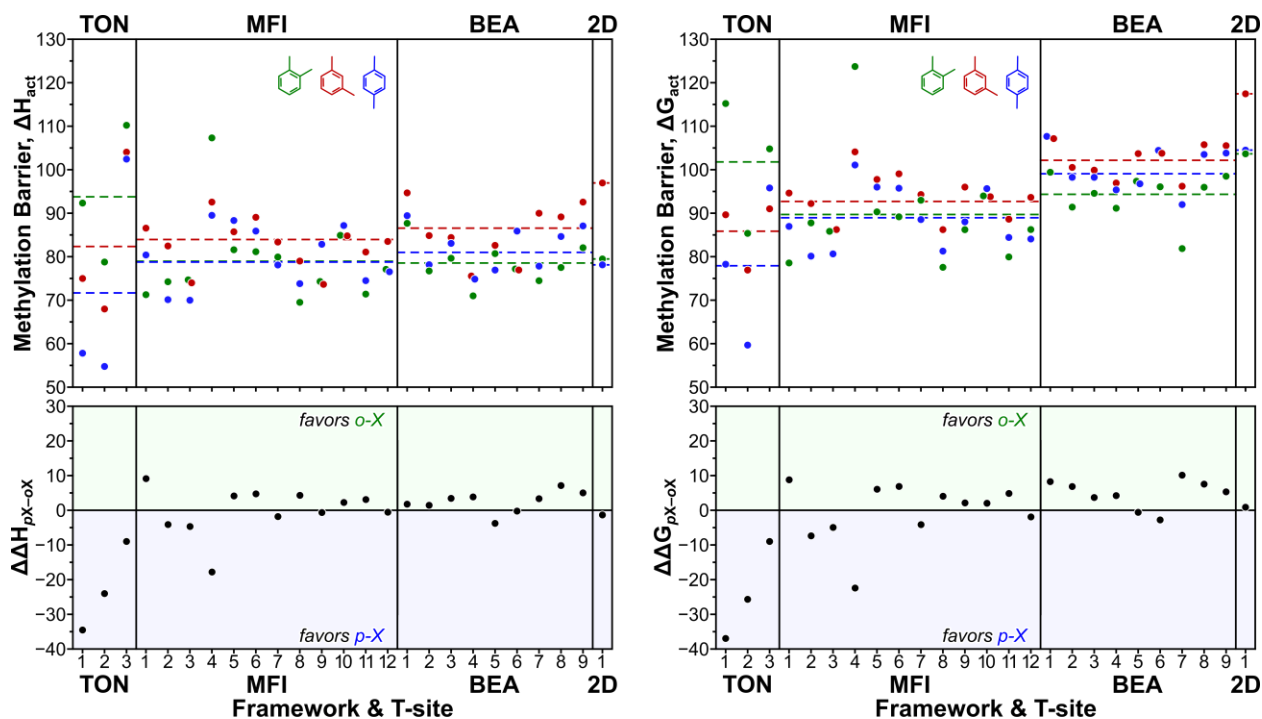 TON MFI BEA 2D
130
120
110
100
90
80
70
60
50
Methylation Barrier, ΔH_act
30
20
10
0
−10
−20
−30
−40
ΔΔH_pX−oX
favors o-X
favors p-X
1 2 3 1 2 3 4 5 6 7 8 9 10 11 12 1 2 3 4 5 6 7 8 9 1
TON MFI BEA 2D
Framework & T-site
TON MFI BEA 2D
130
120
110
100
90
80
70
60
50
Methylation Barrier, ΔG_act
30
20
10
0
−10
−20
−30
−40
ΔΔG_pX−oX
favors o-X
favors p-X
1 2 3 1 2 3 4 5 6 7 8 9 10 11 12 1 2 3 4 5 6 7 8 9 1
TON MFI BEA 2D
Framework & T-site